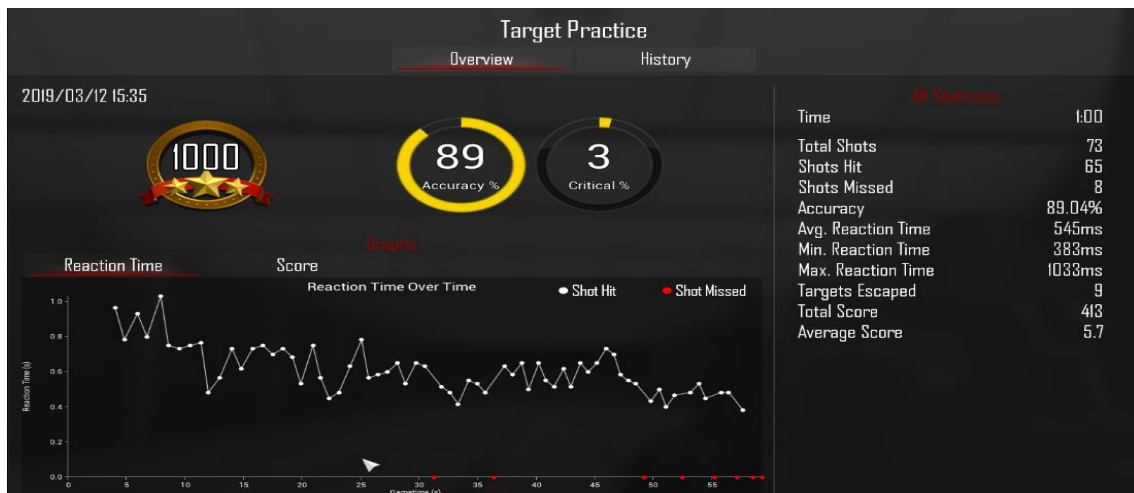 Target Practice
Overview History
2019/03/12 15:35
1000
89
Accuracy %
3
Critical %
All Statistics
Time 1:00
Total Shots 73
Shots Hit 65
Shots Missed 8
Accuracy 89.04%
Avg. Reaction Time 545ms
Min. Reaction Time 383ms
Max. Reaction Time 1033ms
Targets Escaped 9
Total Score 413
Average Score 5.7
Graphs
Reaction Time Score
Reaction Time Over Time
Shot Hit Shot Missed
Reaction Time (s)
1.0
0.8
0.6
0.4
0.2
0.0
0 5 10 15 20 25 30 35 40 45 50 55
Gametime (s)